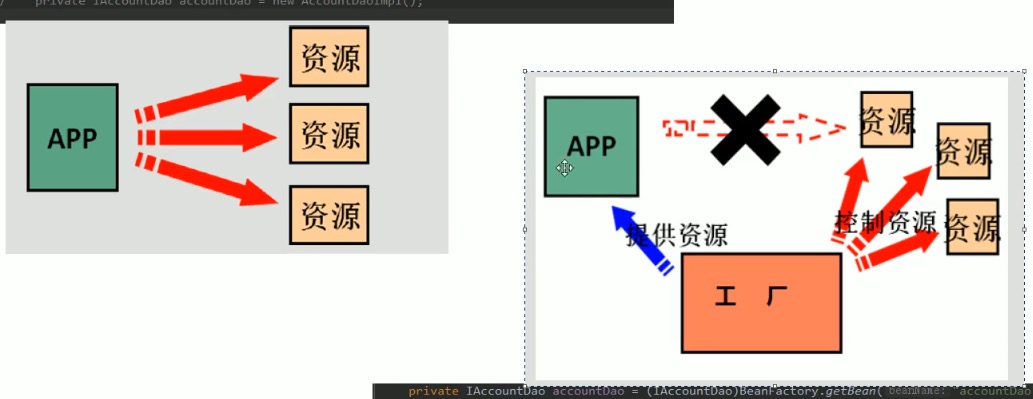 private IAccountDao accountDao = new AccountDaoImpl();
APP
资源
资源
资源
APP
资源
资源
资源
提供资源
控制资源
工 厂
private IAccountDao accountDao = (IAccountDao)BeanFactory.getBean( beanName: "accountDao